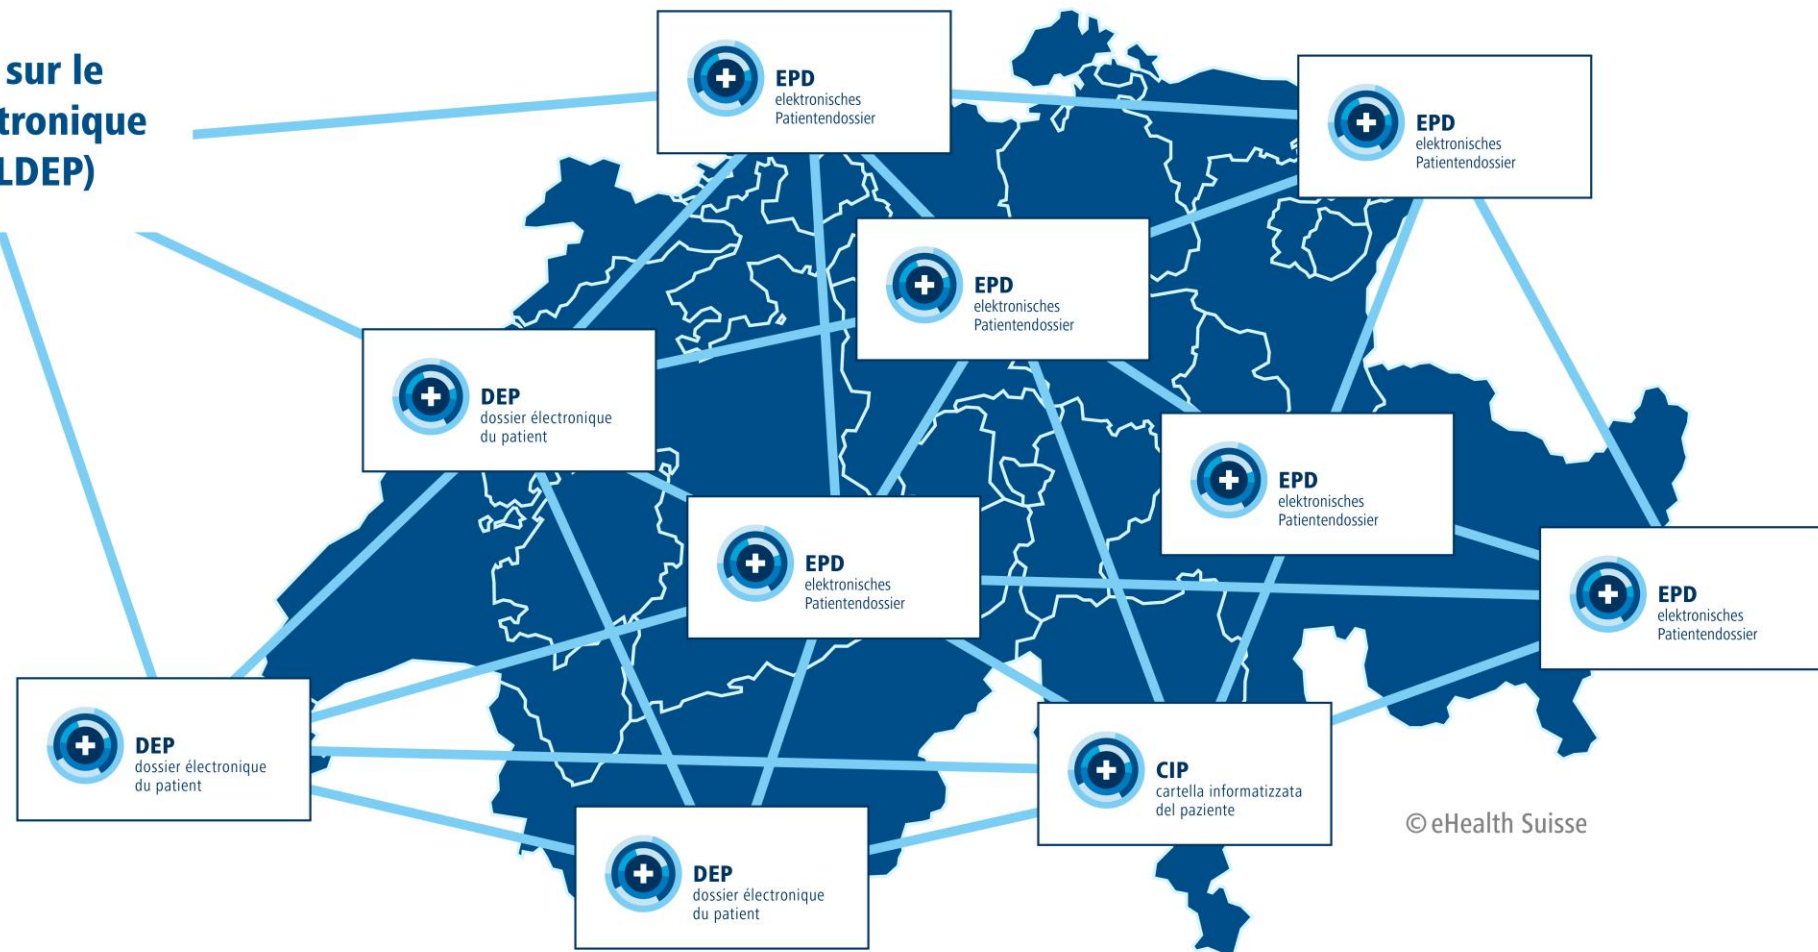 sur le
LDEP)
EPD
elektronisches
Patientendossier
EPD
elektronisches
Patientendossier
EPD
elektronisches
Patientendossier
DEP
dossier électronique
du patient
EPD
elektronisches
Patientendossier
EPD
elektronisches
Patientendossier
EPD
elektronisches
Patientendossier
DEP
dossier électronique
du patient
CIP
cartella informatizzata
del paziente
DEP
dossier électronique
du patient
© eHealth Suisse